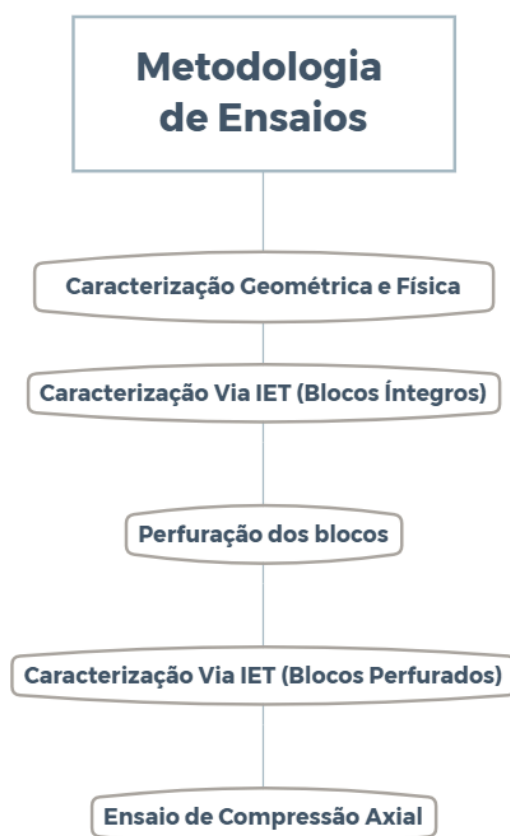 Metodologia
de Ensaios
Caracterização Geométrica e Física
Caracterização Via IET (Blocos Íntegros)
Perfuração dos blocos
Caracterização Via IET (Blocos Perfurados)
Ensaio de Compressão Axial